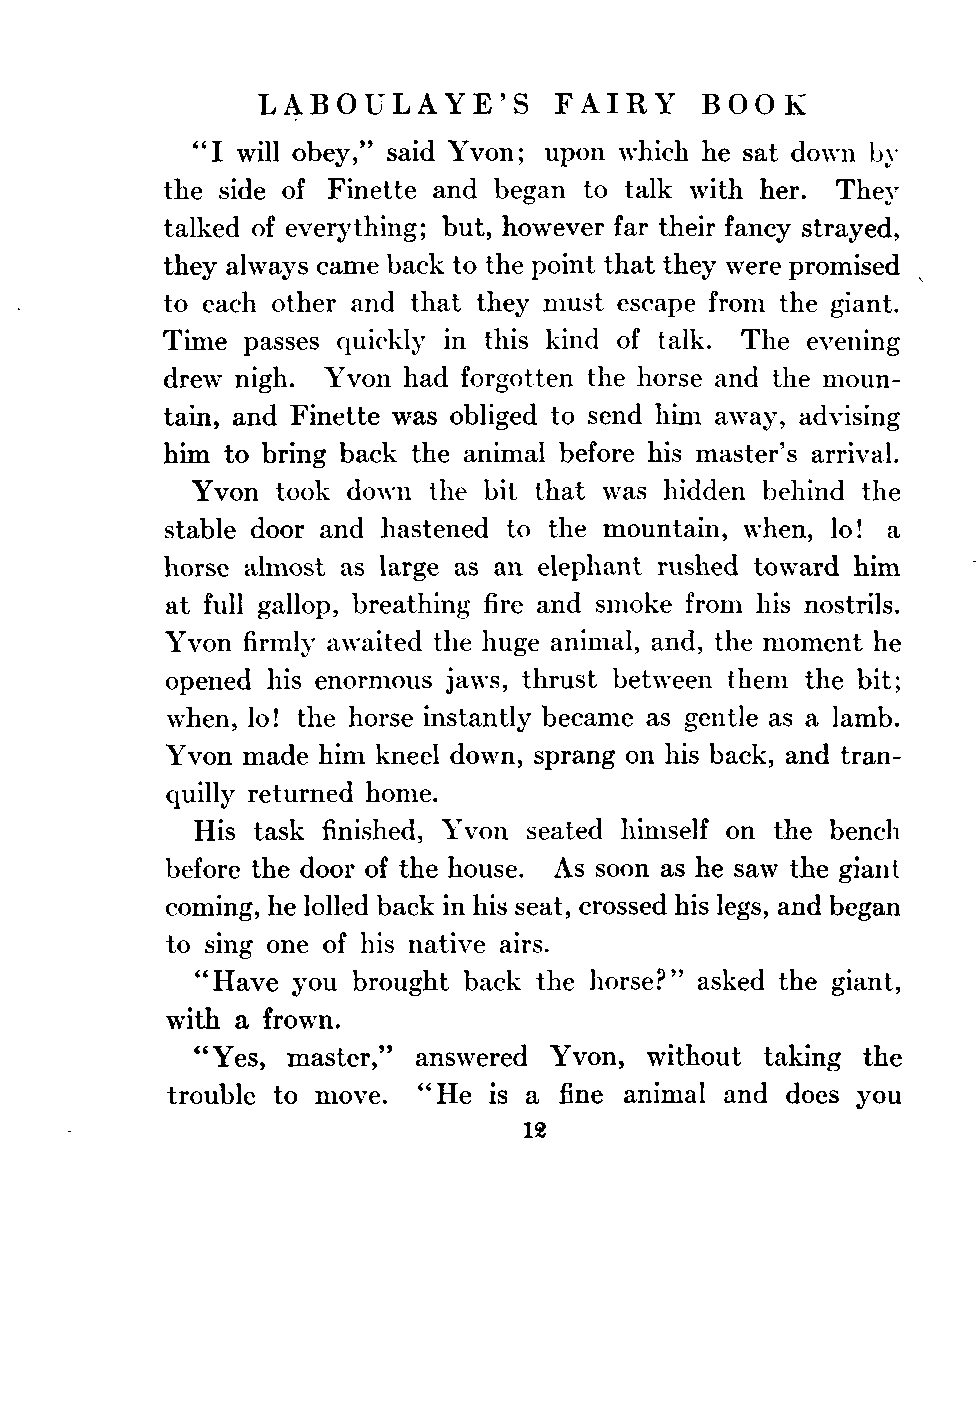 LABOULAYE'S FAIRY BOOK
“I will obey,” said Yvon; upon which he sat down by
the side of Finette and began to talk with her. They
talked of everything; but, however far their fancy strayed,
they always came back to the point that they were promised
to each other and that they must escape from the giant.
Time passes quickly in this kind of talk. The evening
drew nigh. Yvon had forgotten the horse and the moun-
tain, and Finette was obliged to send him away, advising
him to bring back the animal before his master's arrival.
Yvon took down the bit that was hidden behind the
stable door and hastened to the mountain, when, lo! a
horse almost as large as an elephant rushed toward him
at full gallop, breathing fire and smoke from his nostrils.
Yvon firmly awaited the huge animal, and, the moment he
opened his enormous jaws, thrust between them the bit;
when, lo! the horse instantly became as gentle as a lamb.
Yvon made him kneel down, sprang on his back, and tran-
quilly returned home.
His task finished, Yvon seated himself on the bench
before the door of the house. As soon as he saw the giant
coming, he lolled back in his seat, crossed his legs, and began
to sing one of his native airs.
“Have you brought back the horse?” asked the giant,
with a frown.
“Yes, master,” answered Yvon, without taking the
trouble to move. “He is a fine animal and does you
12